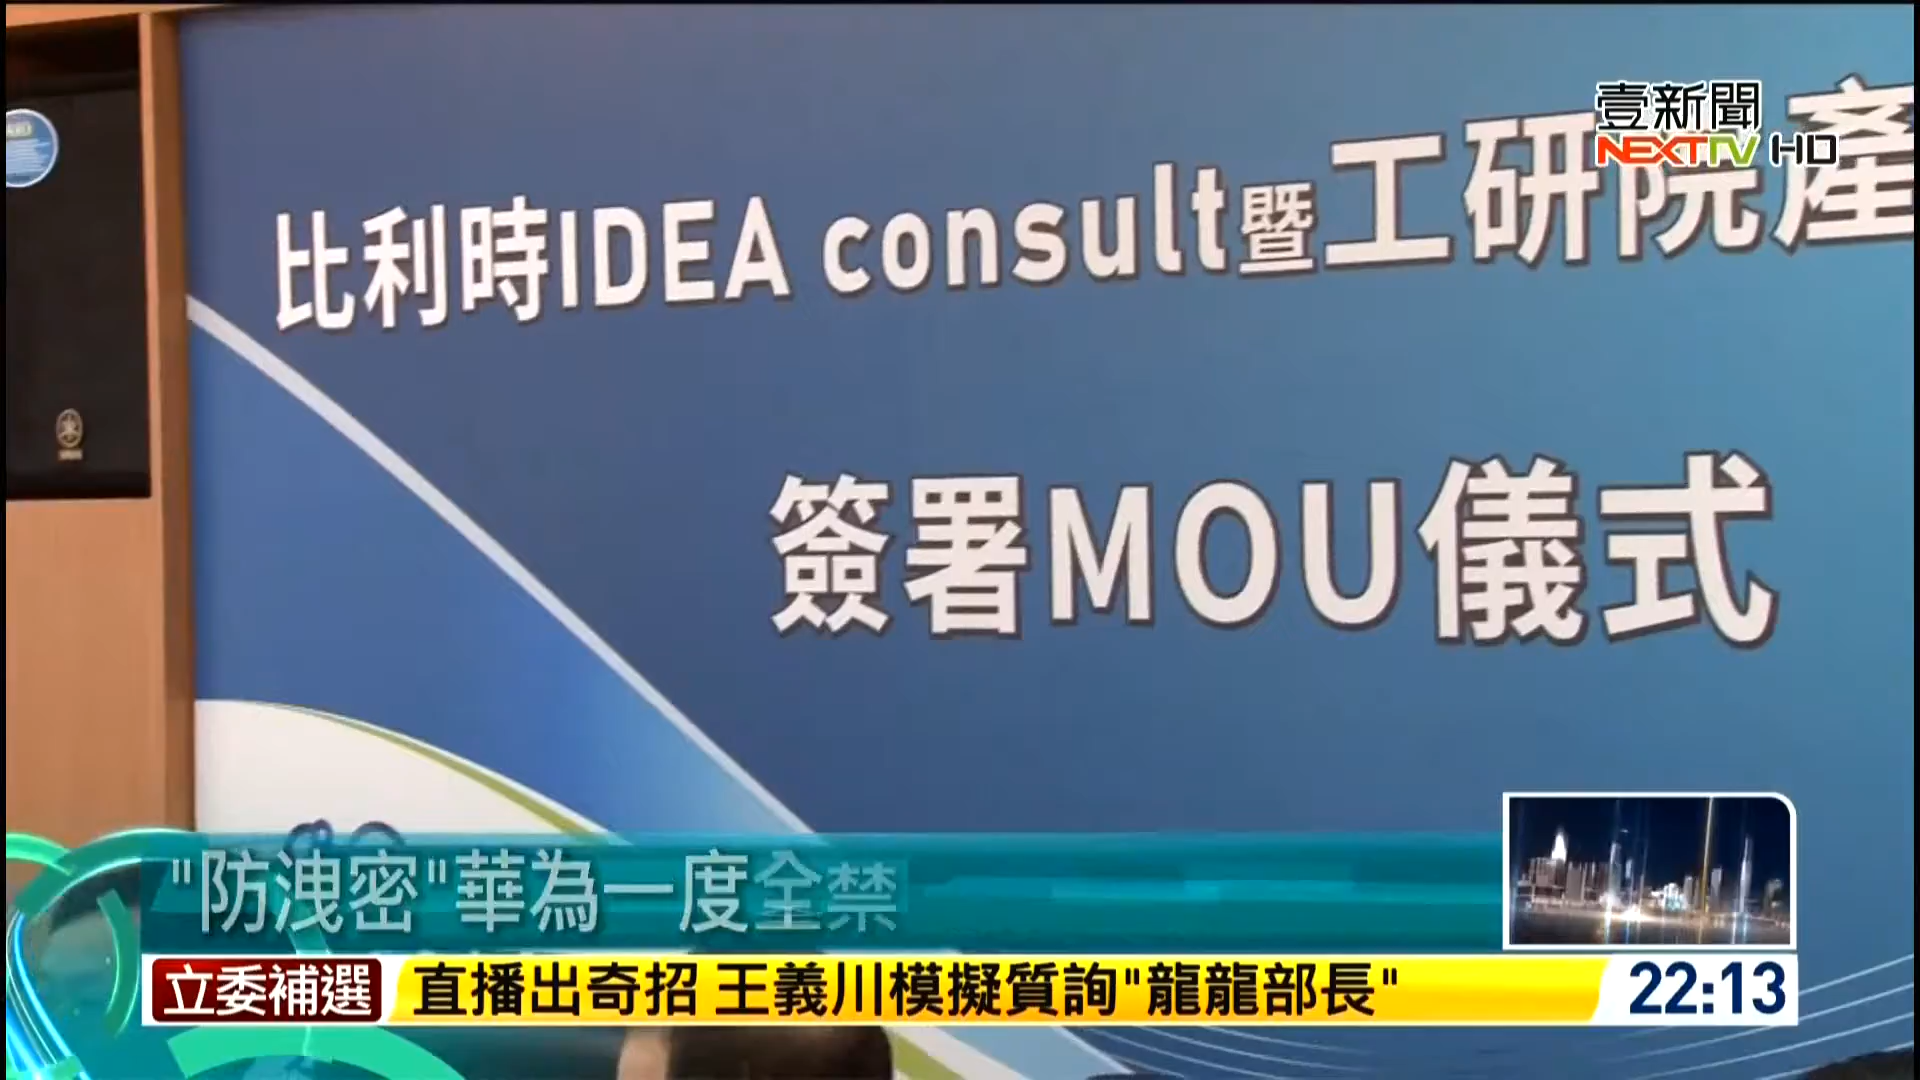 壹新聞
NEXTTV HD
比利時IDEA consult暨工研院產
簽署MOU儀式
"防洩密"華為一度全禁
立委補選 直播出奇招 王義川模擬質詢"龍龍部長" 22:13